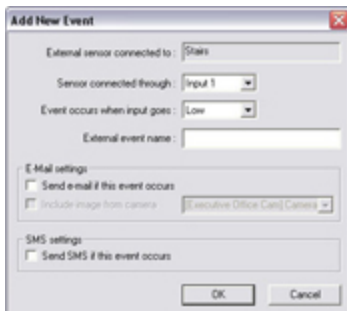 Add New Event
External sensor connected to : Stairs
Sensor connected through : Input 1
Event occurs when input goes : Low
External event name :
E-Mail settings
Send e-mail if this event occurs
Include image from camera [Executive Office Cam] Camera
SMS settings
Send SMS if this event occurs
OK Cancel